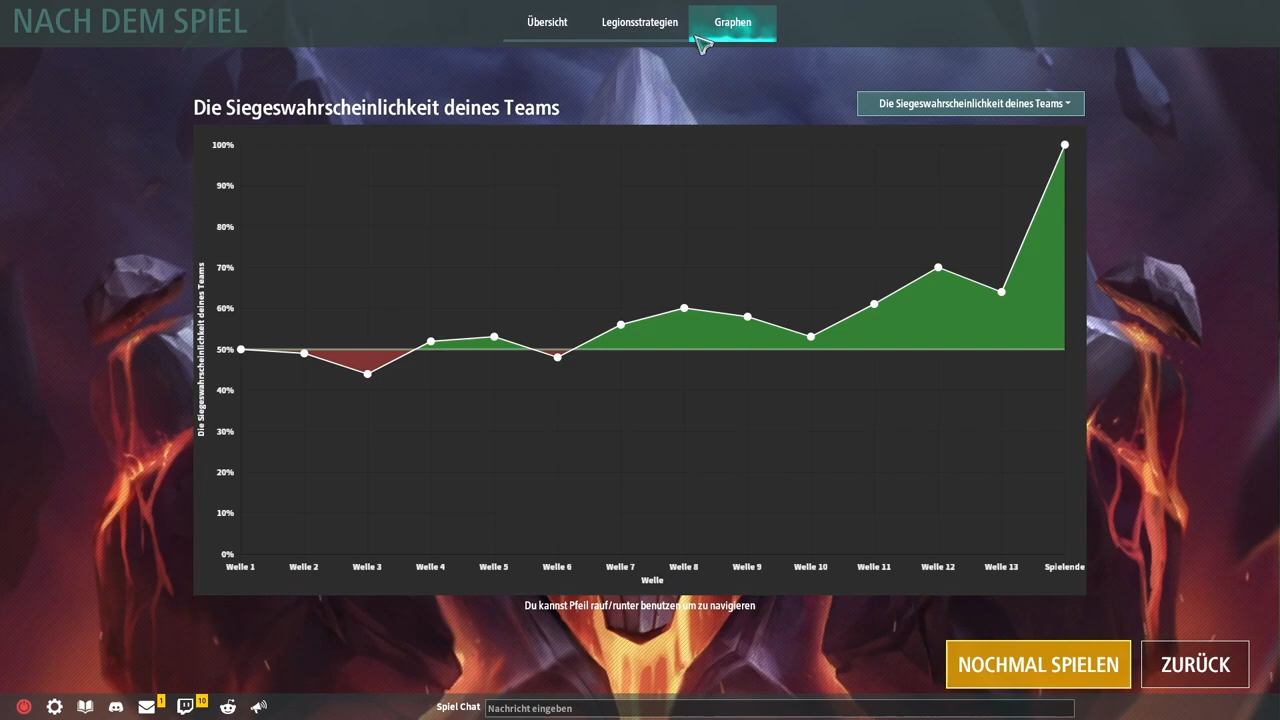 NACH DEM SPIEL
Übersicht
Legionsstrategien
Graphen
Die Siegeswahrscheinlichkeit deines Teams
Die Siegeswahrscheinlichkeit deines Teams
100%
90%
80%
70%
60%
50%
40%
30%
20%
10%
0%
Die Siegeswahrscheinlichkeit deines Teams
Welle 1 Welle 2 Welle 3 Welle 4 Welle 5 Welle 6 Welle 7 Welle 8 Welle 9 Welle 10 Welle 11 Welle 12 Welle 13 Spielende
Welle
Du kannst Pfeil rauf/runter benutzen um zu navigieren
NOCHMAL SPIELEN
ZURÜCK
1
10
Spiel Chat
Nachricht eingeben